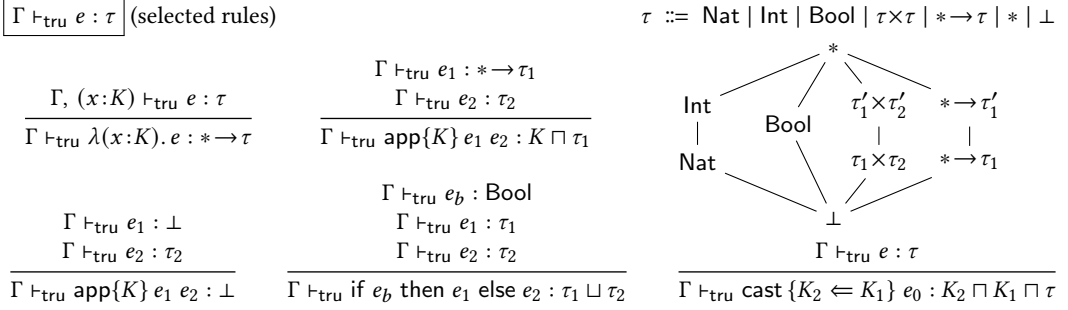 Γ ⊢tru e : τ (selected rules)
τ ::= Nat | Int | Bool | τ×τ | ∗→τ | ∗ | ⊥
Γ, (x:K) ⊢tru e : τ
Γ ⊢tru λ(x:K). e : ∗→τ
Γ ⊢tru e1 : ∗→τ1
Γ ⊢tru e2 : τ2
Γ ⊢tru app{K} e1 e2 : K ⊓ τ1
∗
Int
Bool
τ1′×τ2′
∗→τ1′
Nat
τ1×τ2
∗→τ1
⊥
Γ ⊢tru e1 : ⊥
Γ ⊢tru e2 : τ2
Γ ⊢tru app{K} e1 e2 : ⊥
Γ ⊢tru eb : Bool
Γ ⊢tru e1 : τ1
Γ ⊢tru e2 : τ2
Γ ⊢tru if eb then e1 else e2 : τ1 ⊔ τ2
Γ ⊢tru e : τ
Γ ⊢tru cast {K2 ⇐ K1} e0 : K2 ⊓ K1 ⊓ τ